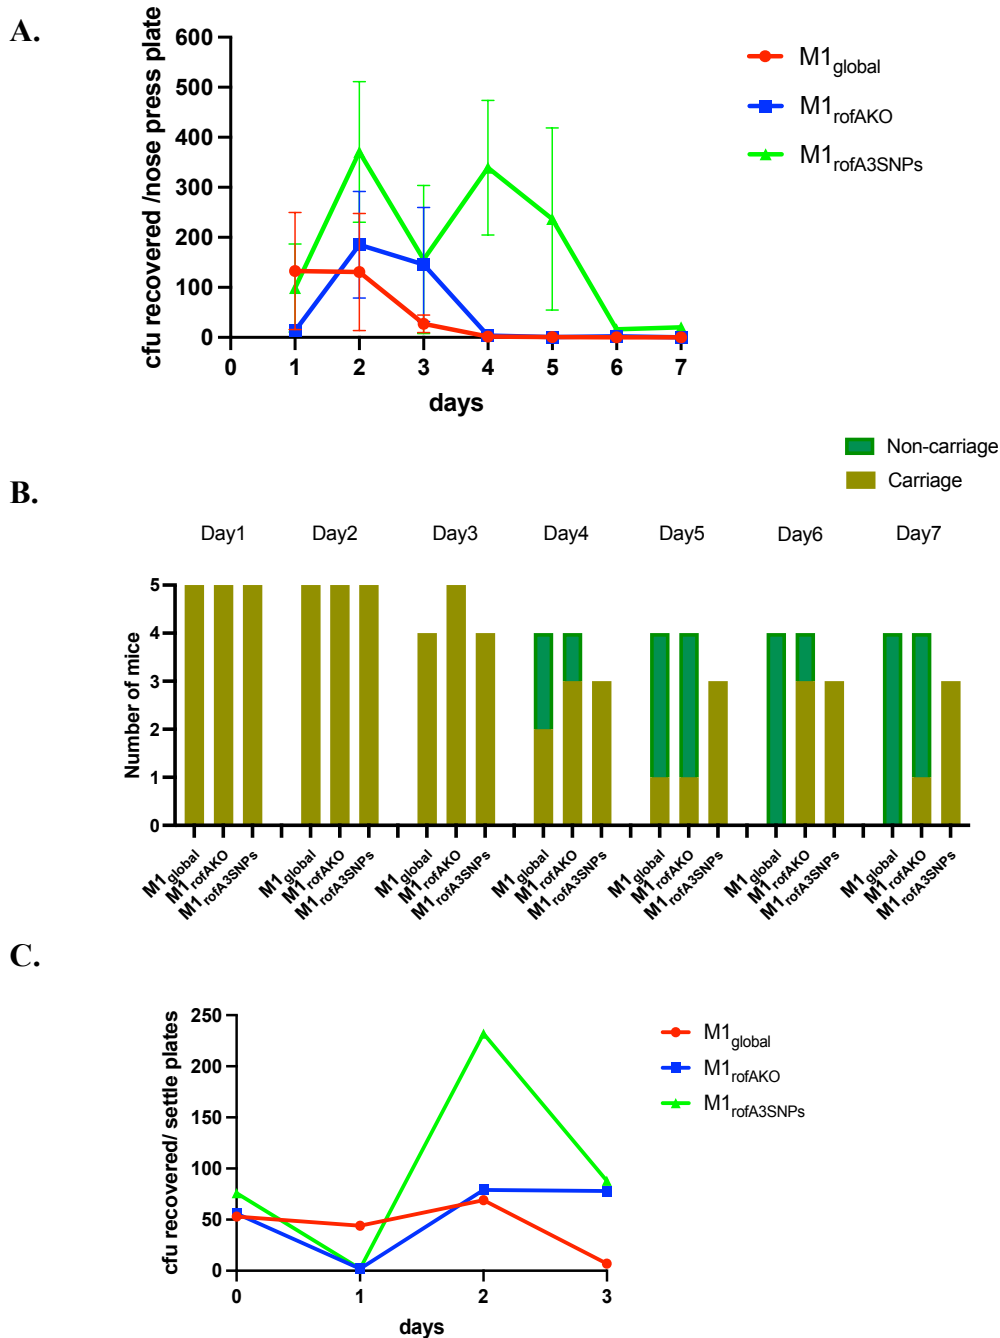 A.
cfu recovered /nose press plate
600
500
400
300
200
100
0
0 1 2 3 4 5 6 7
days
M1global
M1rofAKO
M1rofA3SNPs
Non-carriage
Carriage
B.
Day1 Day2 Day3 Day4 Day5 Day6 Day7
Number of mice
5
4
3
2
1
0
M1global M1rofAKO M1rofA3SNPs M1global M1rofAKO M1rofA3SNPs M1global M1rofAKO M1rofA3SNPs M1global M1rofAKO M1rofA3SNPs M1global M1rofAKO M1rofA3SNPs M1global M1rofAKO M1rofA3SNPs M1global M1rofAKO M1rofA3SNPs
C.
cfu recovered/ settle plates
250
200
150
100
50
0
0 1 2 3
days
M1global
M1rofAKO
M1rofA3SNPs